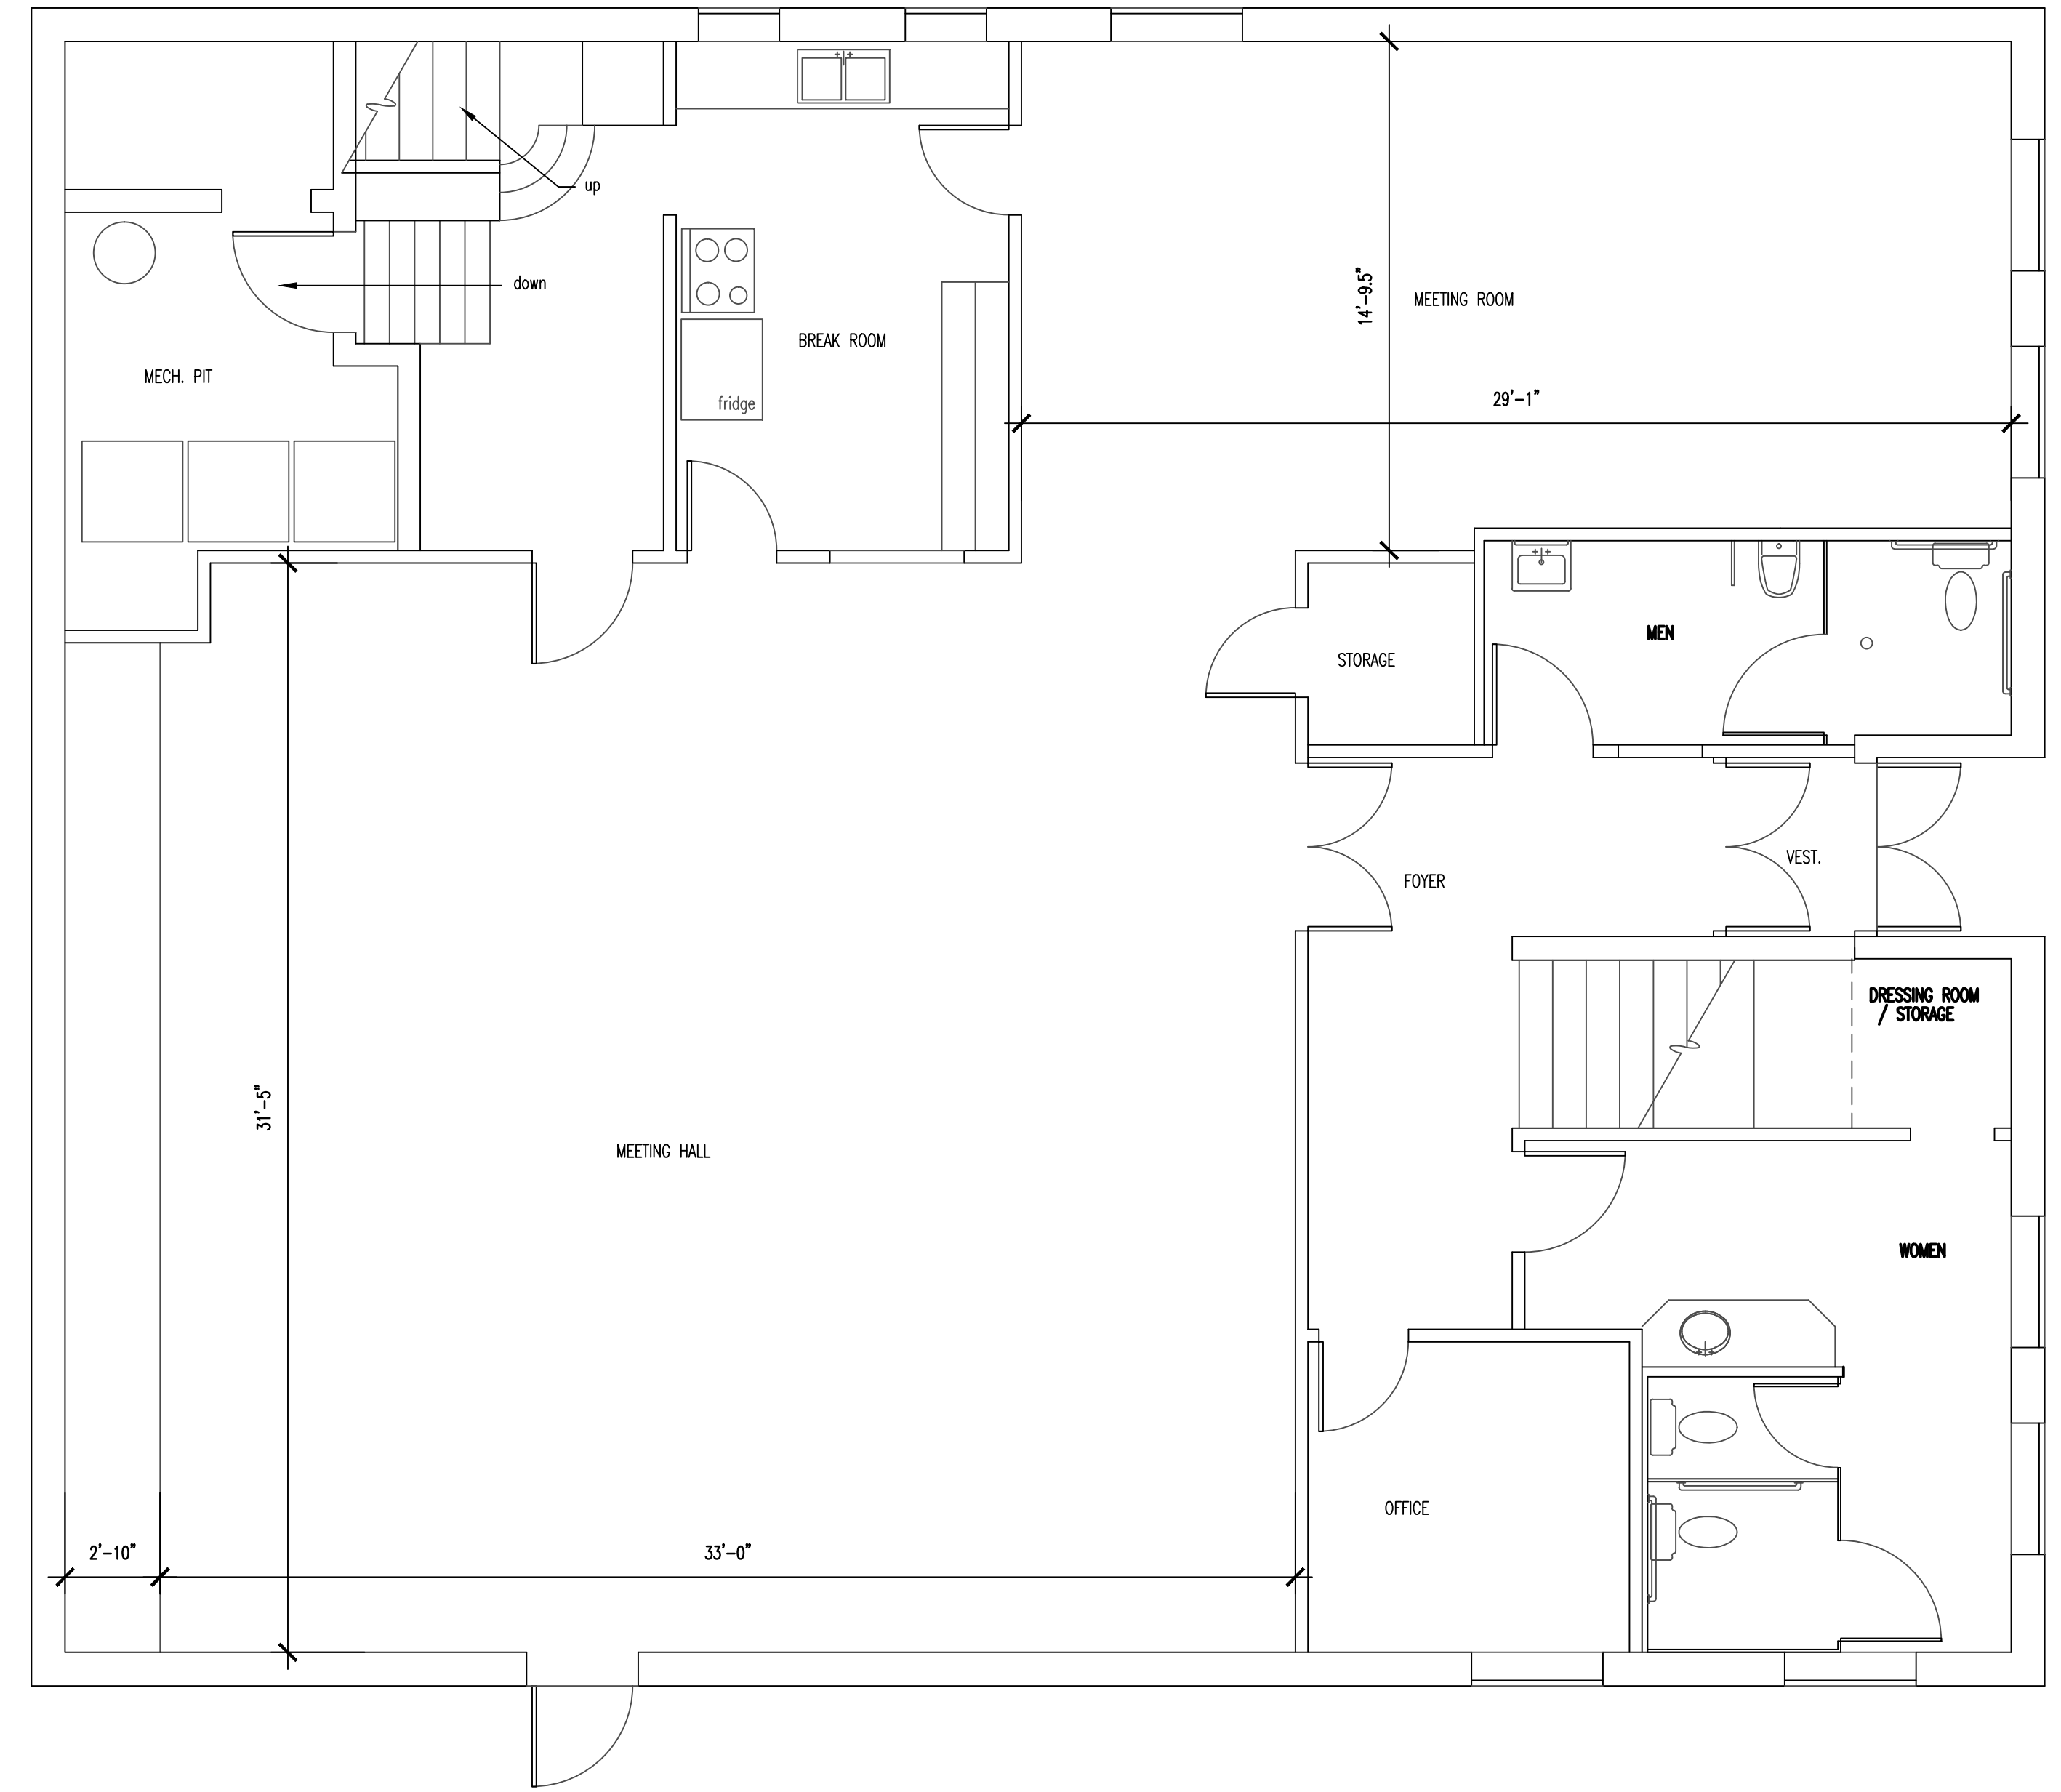 up
down
14'-9.5"
MEETING ROOM
BREAK ROOM
MECH. PIT
fridge
29'-1"
MEN
STORAGE
VEST.
FOYER
DRESSING ROOM
/ STORAGE
31'-5"
MEETING HALL
WOMEN
OFFICE
2'-10"
33'-0"